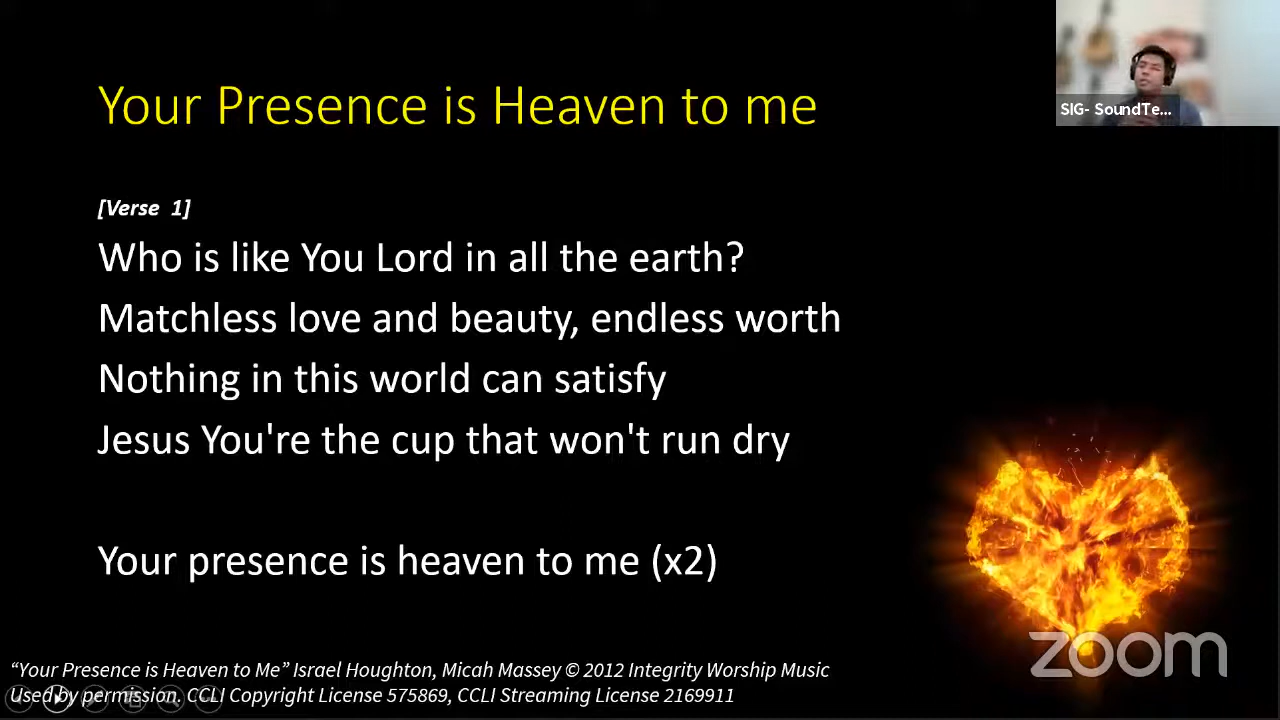 Your Presence is Heaven to me
SIG- SoundTe...
[Verse 1]
Who is like You Lord in all the earth?
Matchless love and beauty, endless worth
Nothing in this world can satisfy
Jesus You're the cup that won't run dry
Your presence is heaven to me (x2)
zoom
“Your Presence is Heaven to Me” Israel Houghton, Micah Massey © 2012 Integrity Worship Music
Used by permission. CCLI Copyright License 575869, CCLI Streaming License 2169911